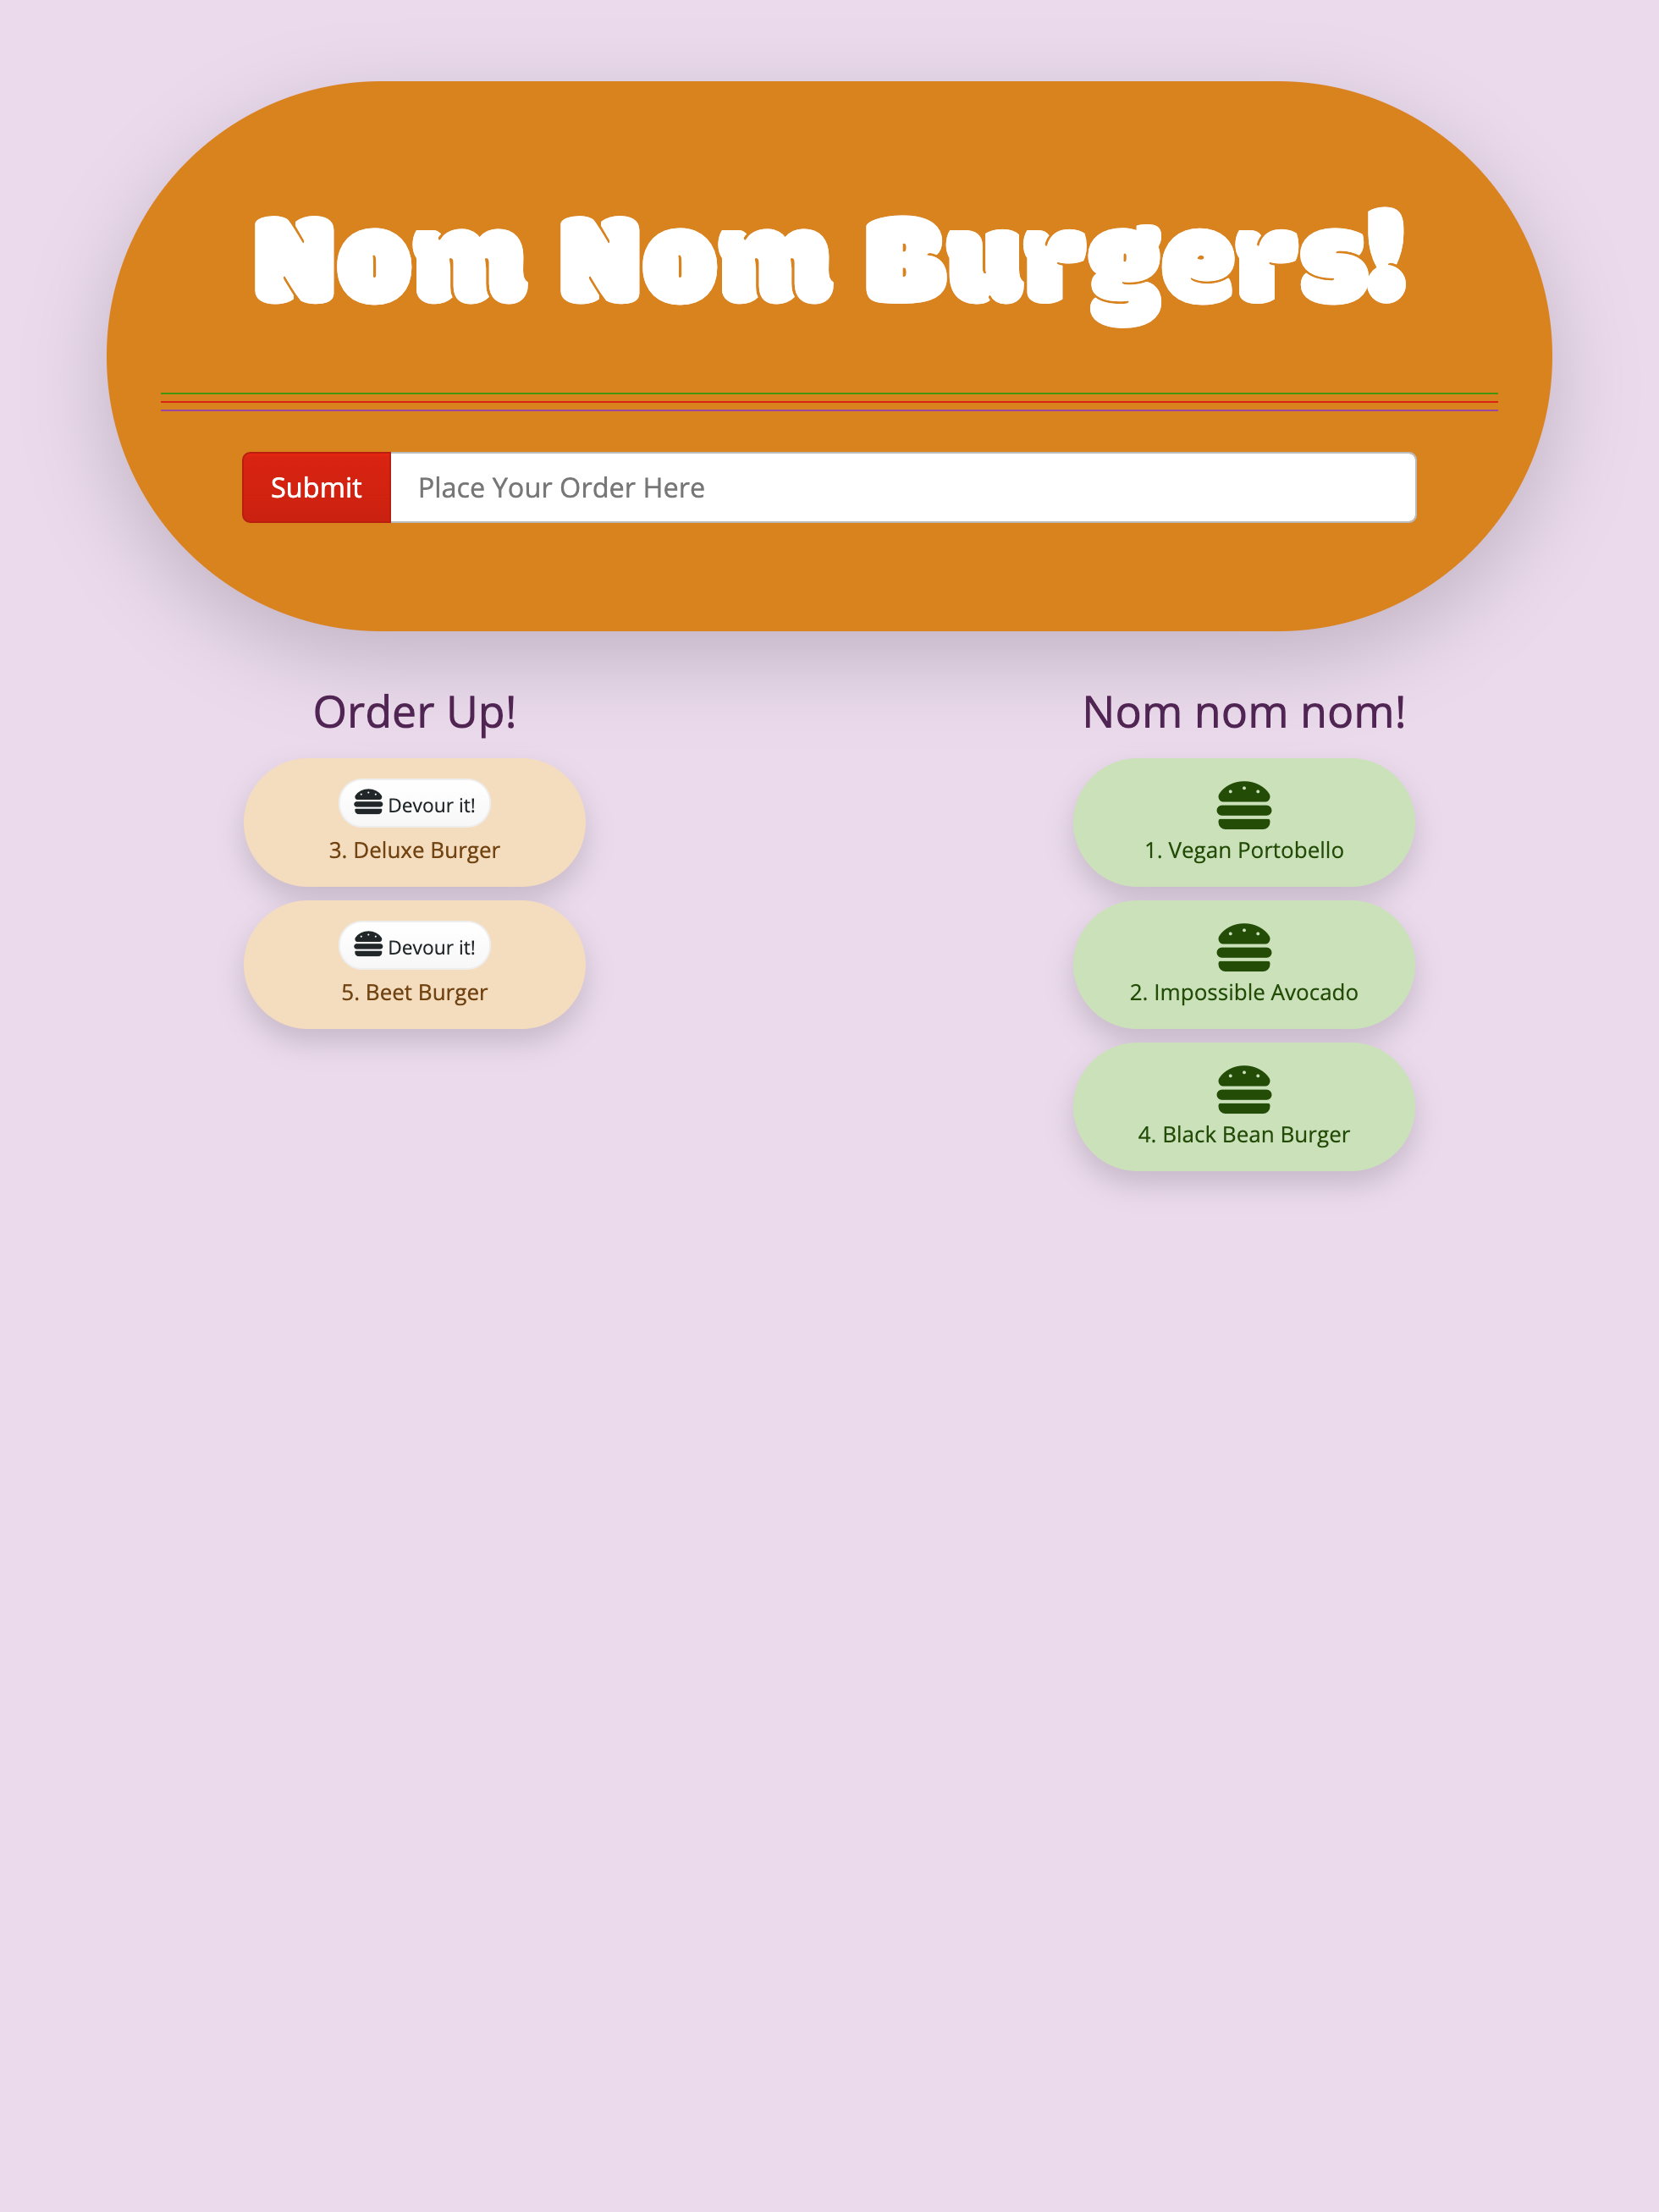 Nom Nom Burgers!
Submit
Place Your Order Here
Order Up!
Devour it!
3. Deluxe Burger
Devour it!
5. Beet Burger
Nom nom nom!
1. Vegan Portobello
2. Impossible Avocado
4. Black Bean Burger